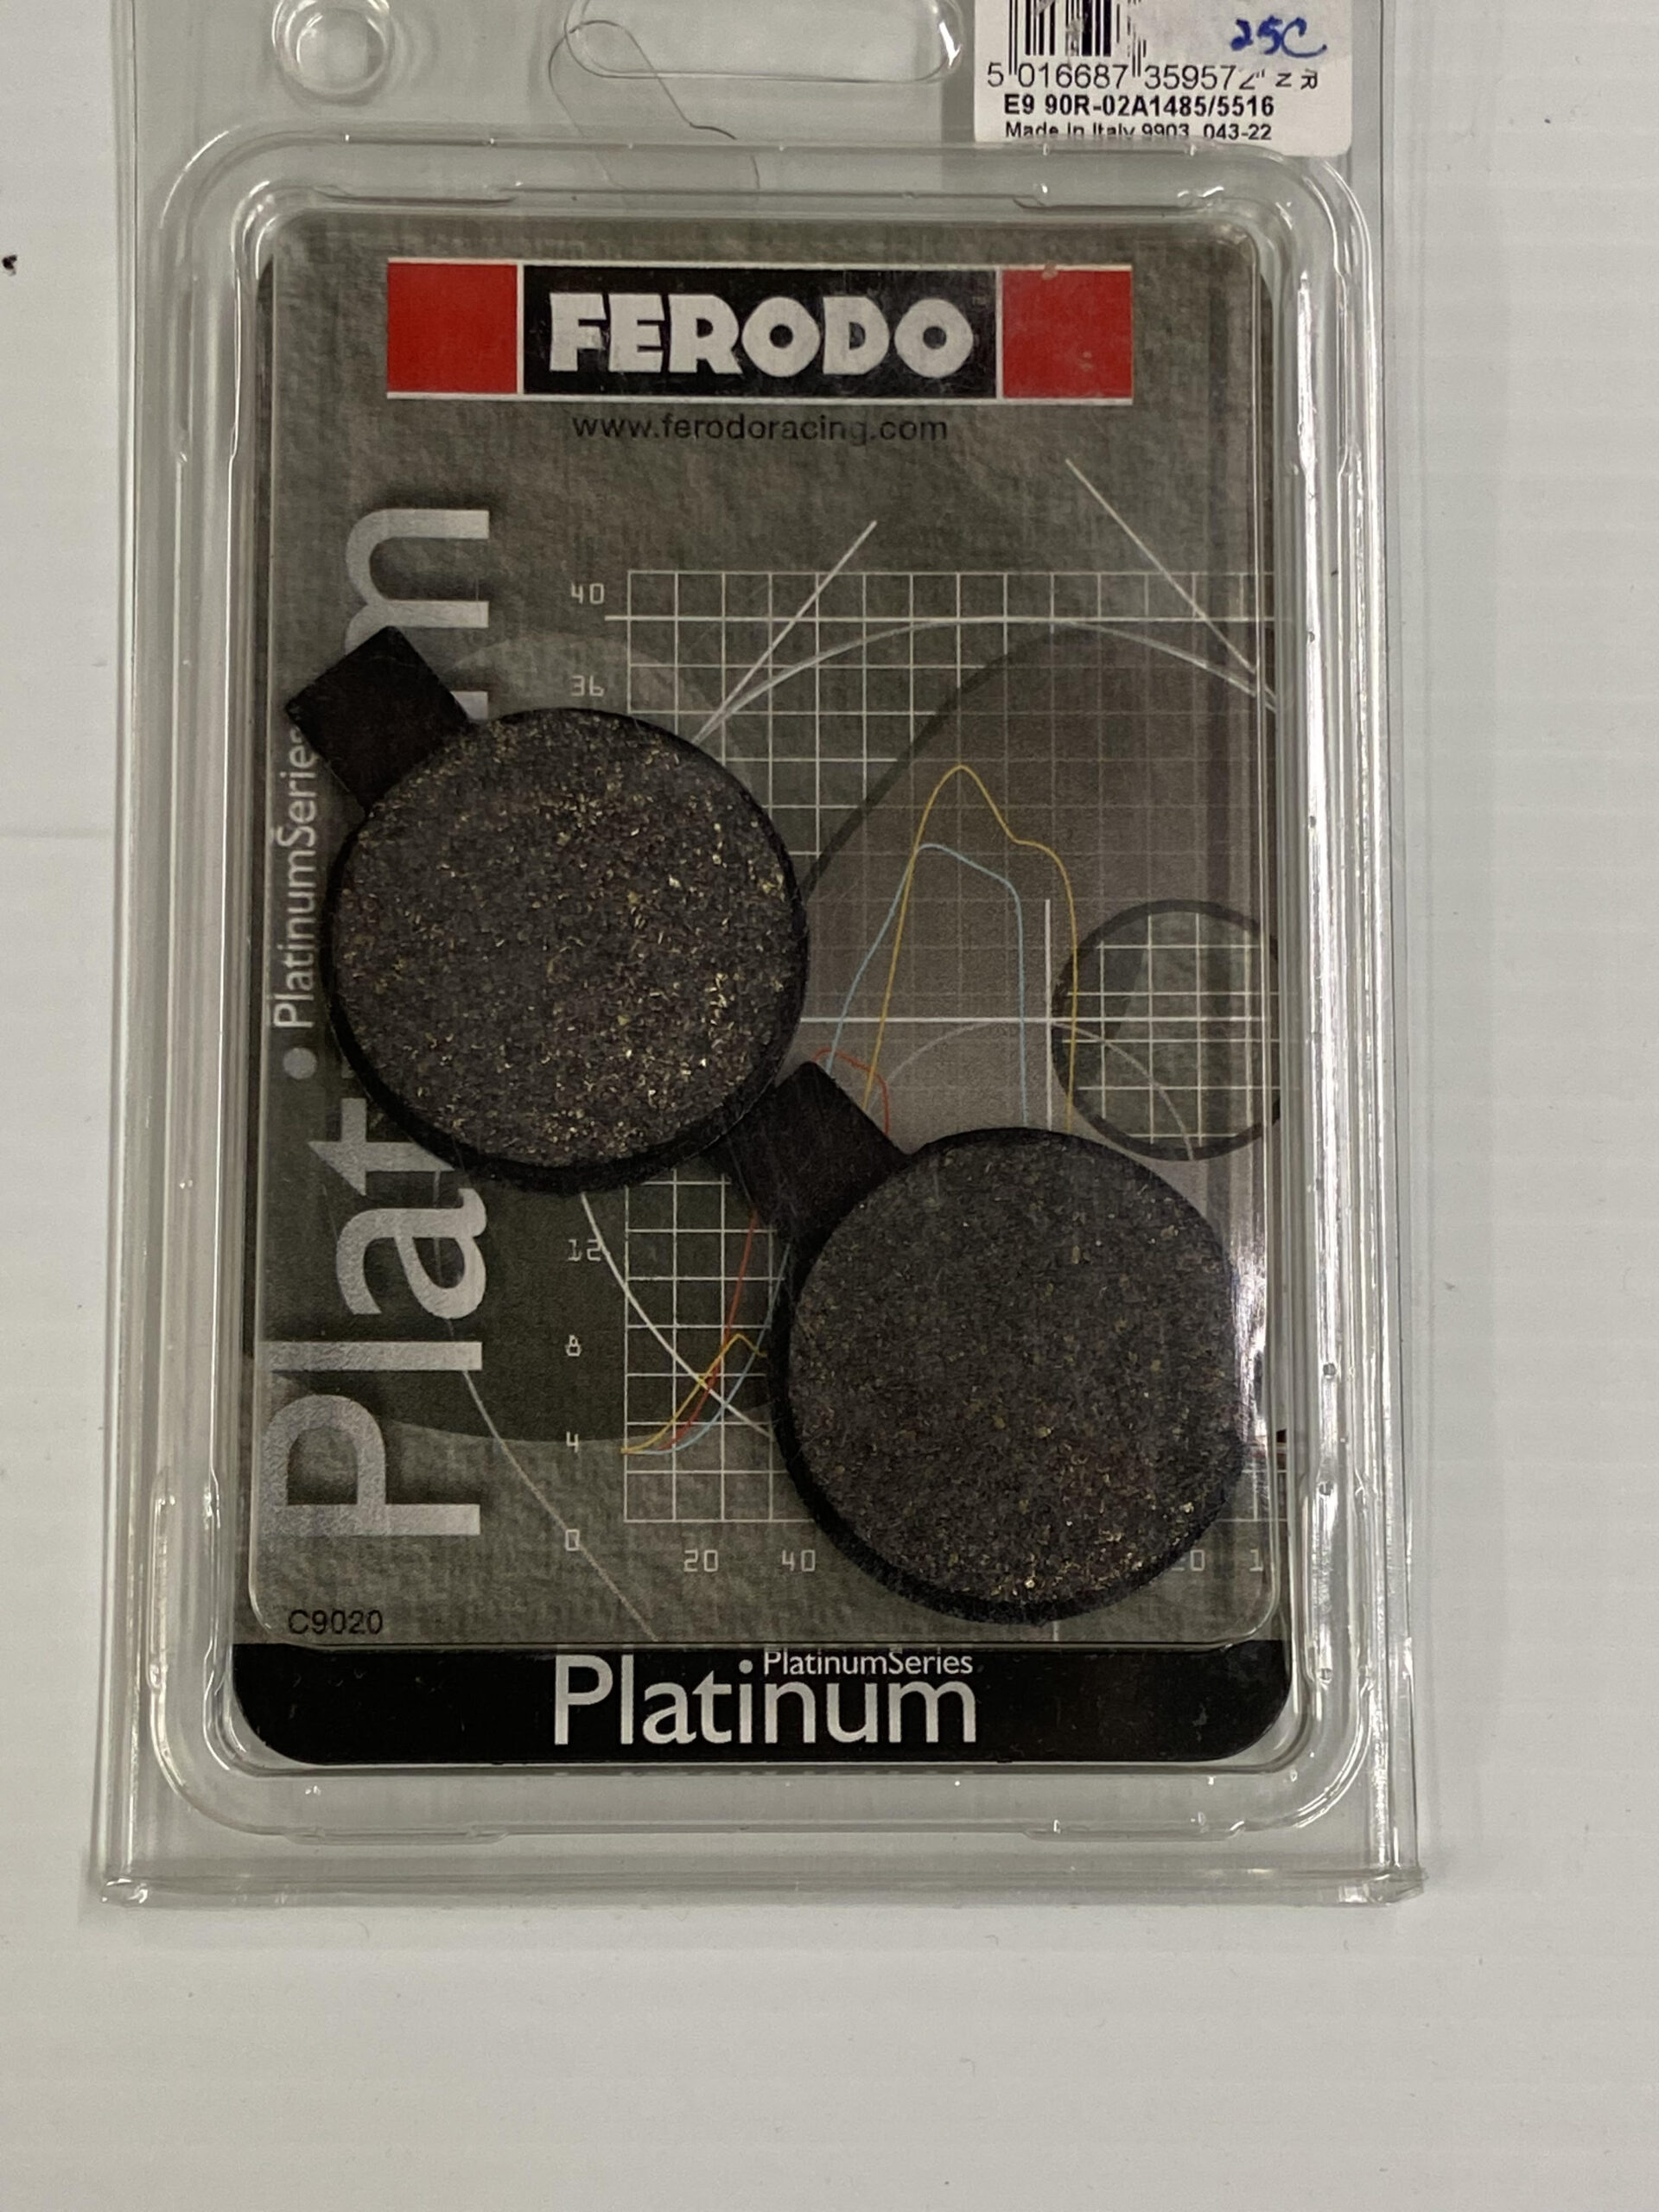 25C
5 016687 359572
E9 90R-02A1485/5516
Made in Italy 9903 043-22
FERODO
www.ferodoracing.com
• PlatinumSeries
40
36
12
8
4
0
20 40
C9020
PlatinumSeries
Platinum